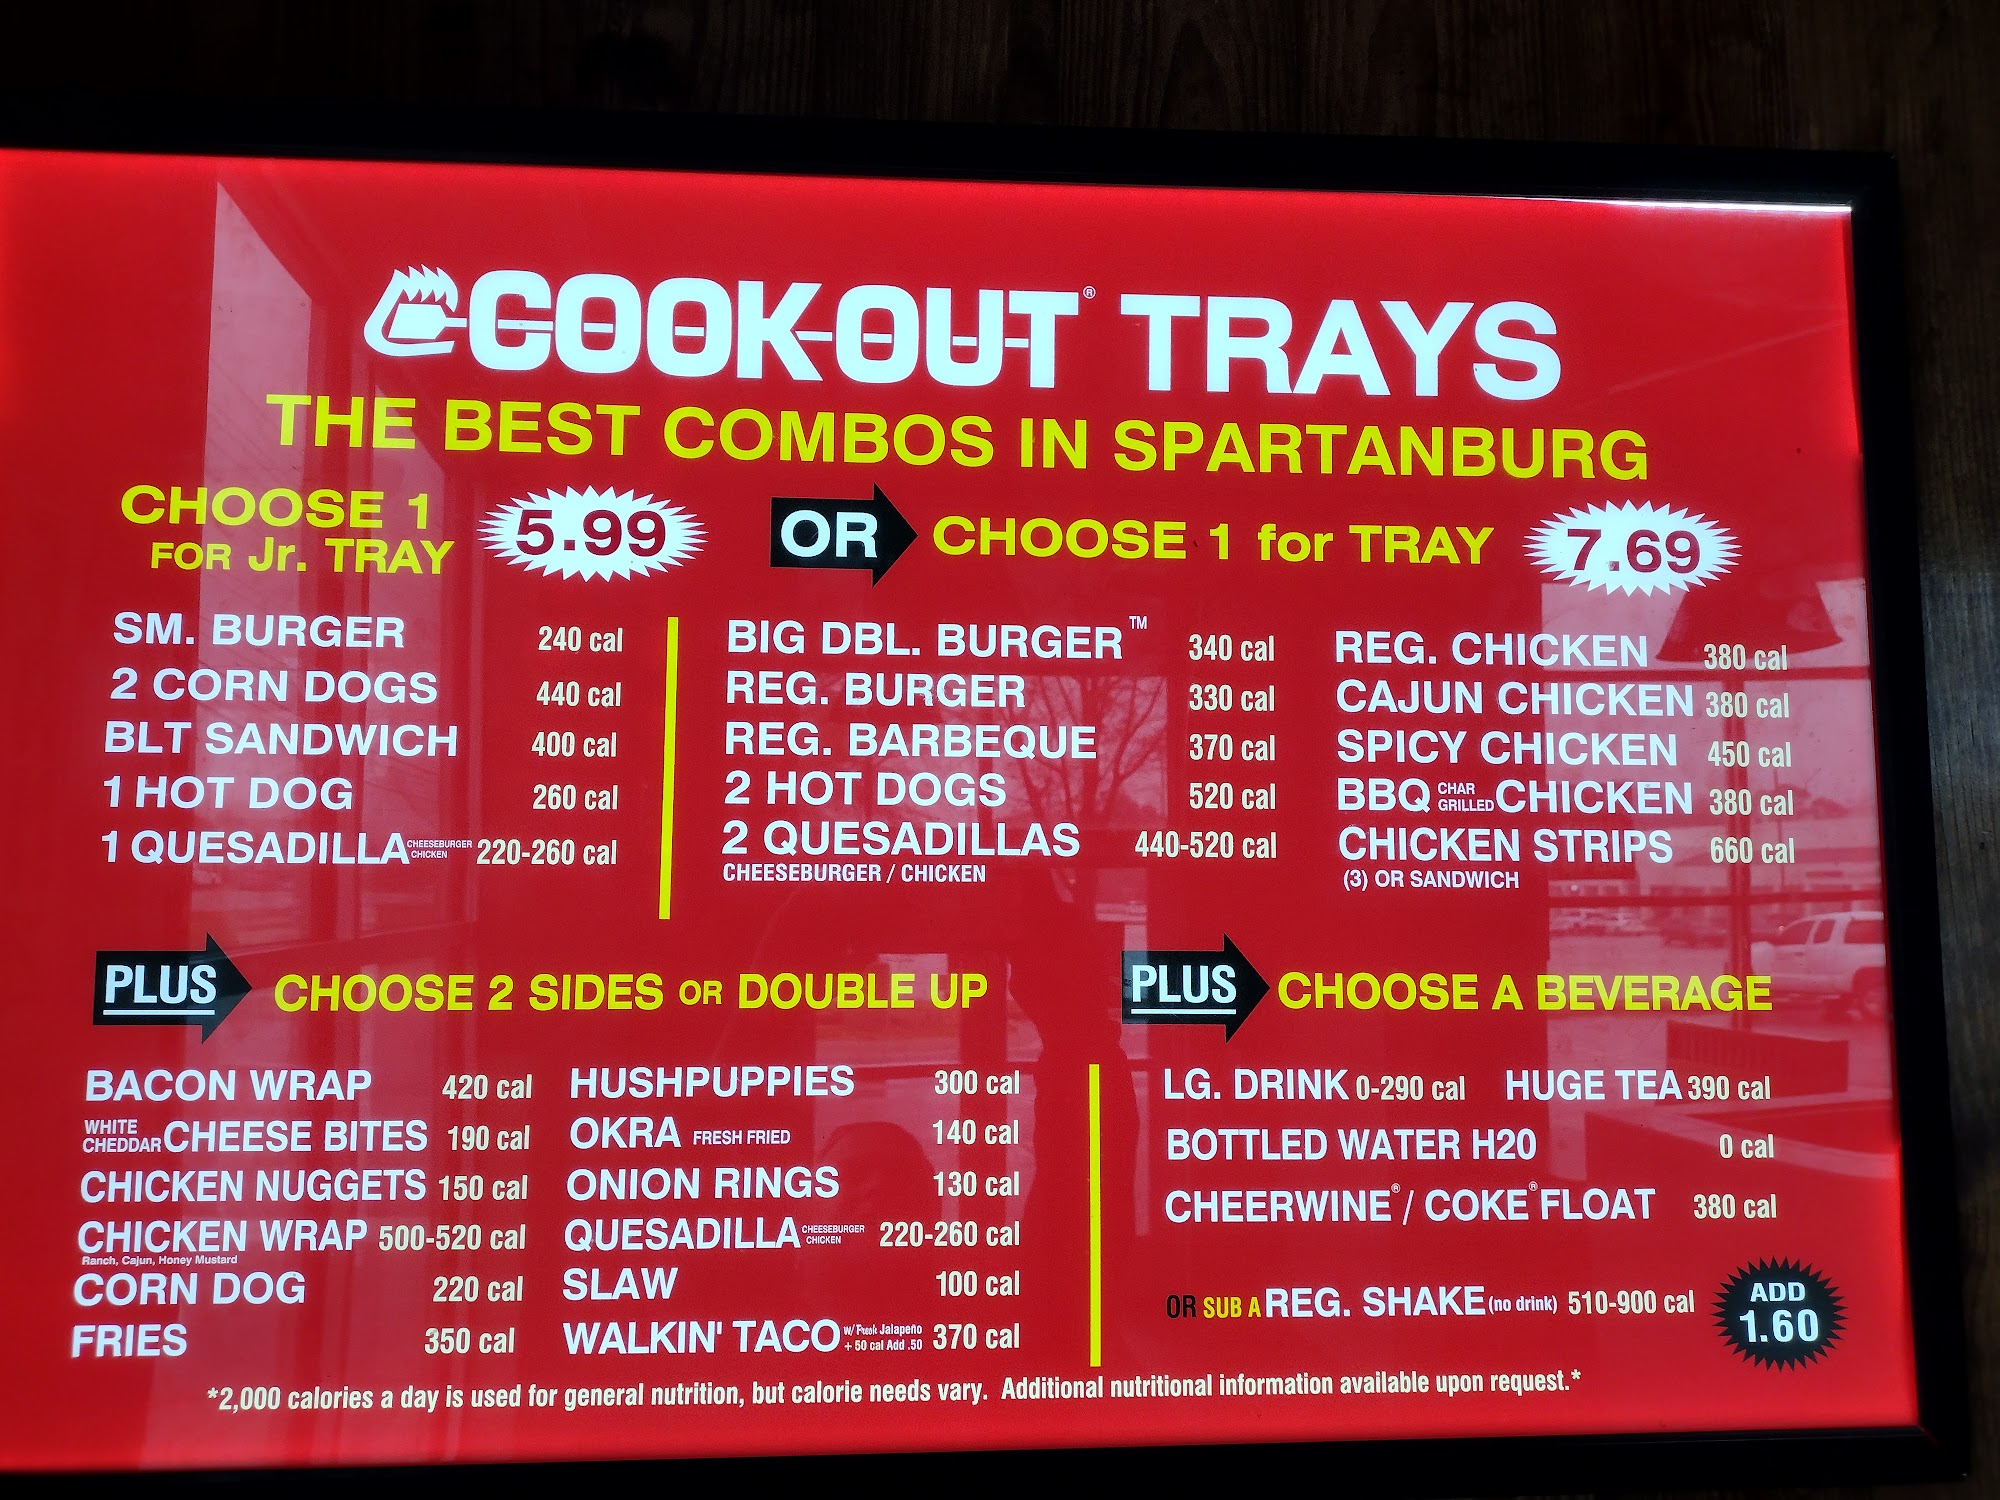 COOK-OUT® TRAYS
THE BEST COMBOS IN SPARTANBURG
CHOOSE 1
FOR Jr. TRAY
5.99
SM. BURGER 240 cal
2 CORN DOGS 440 cal
BLT SANDWICH 400 cal
1 HOT DOG 260 cal
1 QUESADILLA CHEESEBURGER CHICKEN 220-260 cal
OR
CHOOSE 1 for TRAY
7.69
BIG DBL. BURGER™ 340 cal
REG. BURGER 330 cal
REG. BARBEQUE 370 cal
2 HOT DOGS 520 cal
2 QUESADILLAS 440-520 cal
CHEESEBURGER / CHICKEN
REG. CHICKEN 380 cal
CAJUN CHICKEN 380 cal
SPICY CHICKEN 450 cal
BBQ CHAR GRILLED CHICKEN 380 cal
CHICKEN STRIPS 660 cal
(3) OR SANDWICH
PLUS
CHOOSE 2 SIDES OR DOUBLE UP
BACON WRAP 420 cal
WHITE CHEDDAR CHEESE BITES 190 cal
CHICKEN NUGGETS 150 cal
CHICKEN WRAP 500-520 cal
Ranch, Cajun, Honey Mustard
CORN DOG 220 cal
FRIES 350 cal
HUSHPUPPIES 300 cal
OKRA FRESH FRIED 140 cal
ONION RINGS 130 cal
QUESADILLA CHEESEBURGER CHICKEN 220-260 cal
SLAW 100 cal
WALKIN' TACO w/ Fresh Jalapeño + 50 cal Add .50 370 cal
PLUS
CHOOSE A BEVERAGE
LG. DRINK 0-290 cal HUGE TEA 390 cal
BOTTLED WATER H20 0 cal
CHEERWINE® / COKE® FLOAT 380 cal
OR SUB A REG. SHAKE (no drink) 510-900 cal
ADD
1.60
*2,000 calories a day is used for general nutrition, but calorie needs vary. Additional nutritional information available upon request.*